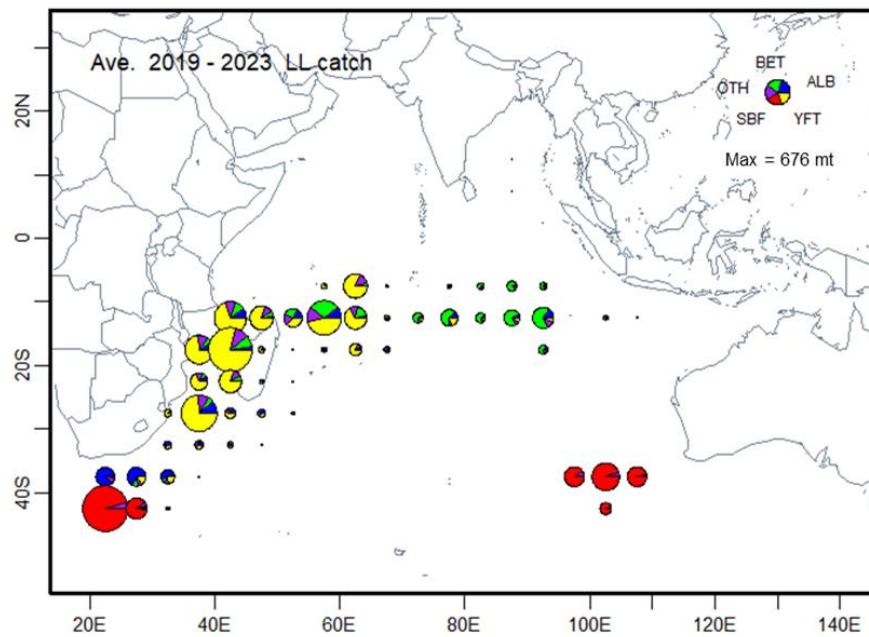 Ave. 2019 - 2023 LL catch
BET
OTH ALB
SBF YFT
Max = 676 mt
20N
0
20S
40S
20E 40E 60E 80E 100E 120E 140E